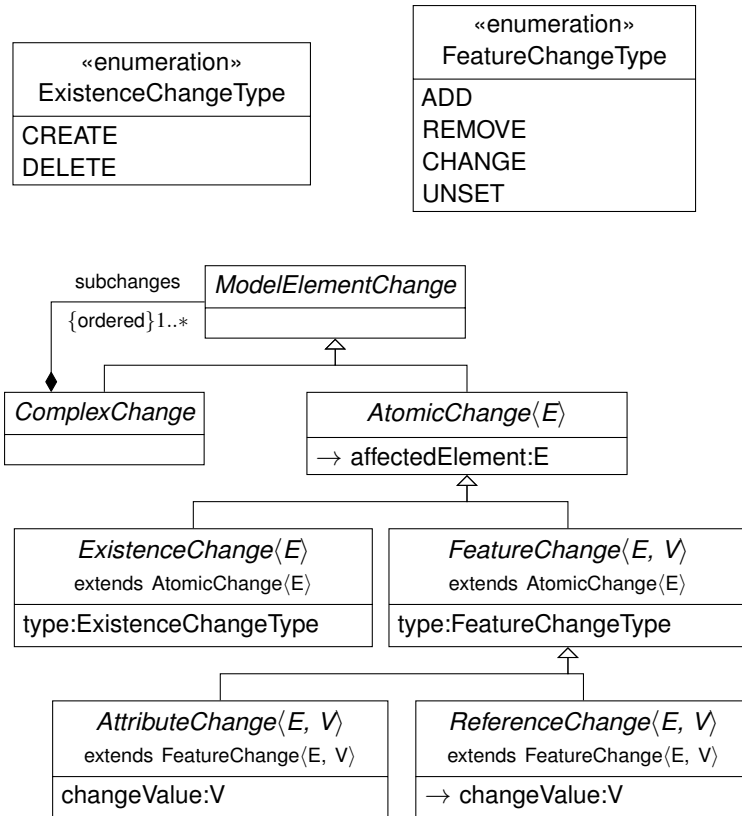 «enumeration»
ExistenceChangeType
CREATE
DELETE
«enumeration»
FeatureChangeType
ADD
REMOVE
CHANGE
UNSET
subchanges
{ordered}1..∗
ModelElementChange
ComplexChange
AtomicChange⟨E⟩
→ affectedElement:E
ExistenceChange⟨E⟩
extends AtomicChange⟨E⟩
type:ExistenceChangeType
FeatureChange⟨E, V⟩
extends AtomicChange⟨E⟩
type:FeatureChangeType
AttributeChange⟨E, V⟩
extends FeatureChange⟨E, V⟩
changeValue:V
ReferenceChange⟨E, V⟩
extends FeatureChange⟨E, V⟩
→ changeValue:V